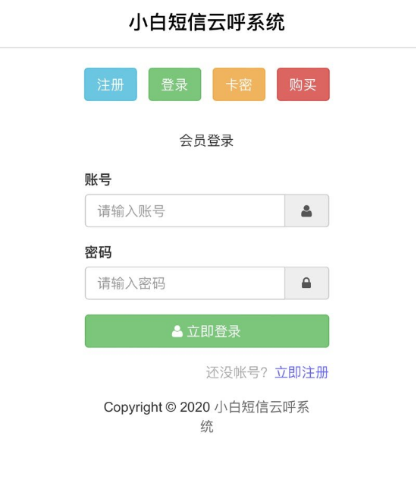 小白短信云呼系统
注册 登录 卡密 购买
会员登录
账号
请输入账号
密码
请输入密码
立即登录
还没帐号？立即注册
Copyright © 2020 小白短信云呼系
统